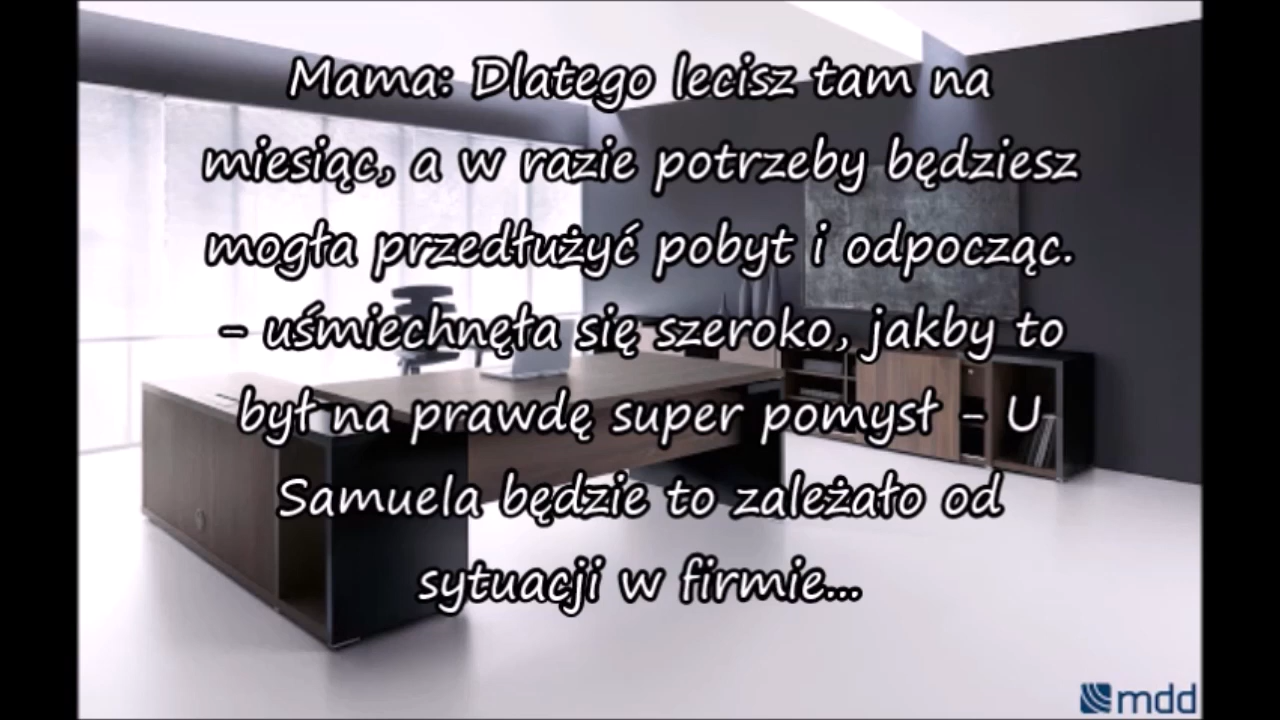 Mama: Dlatego lecisz tam na
miesiąc, a w razie potrzeby będziesz
mogła przedłużyć pobyt i odpocząc.
- uśmiechnęła się szeroko, jakby to
był na prawdę super pomysł - U
Samuela będzie to zależało od
sytuacji w firmie...
mdd